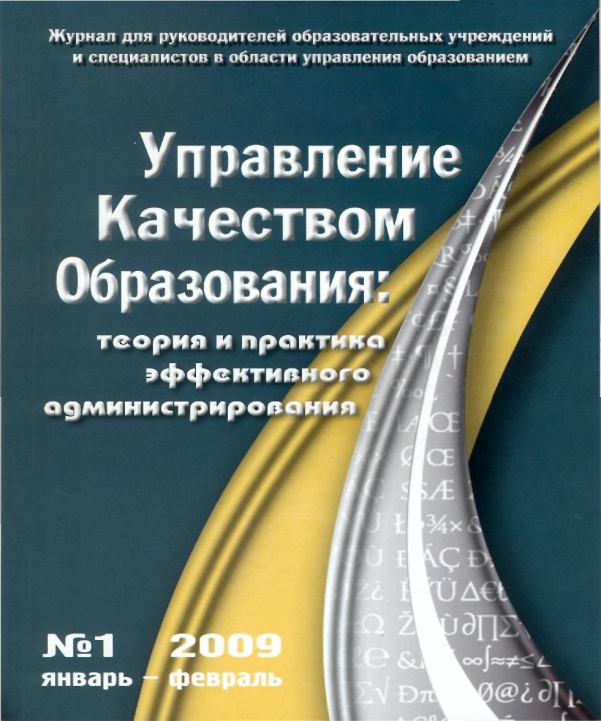 Журнал для руководителей образовательных учреждений
и специалистов в области управления образованием
Управление
Качеством
Образования:
теория и практика
эффективного
администрирования
№1 2009
январь – февраль